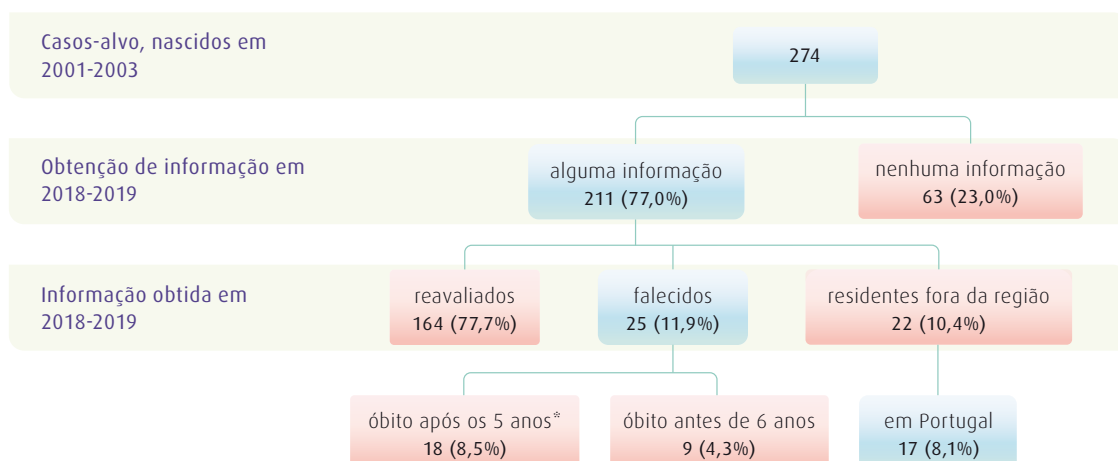 Casos-alvo, nascidos em
2001-2003
274
Obtenção de informação em
2018-2019
alguma informação
211 (77,0%)
nenhuma informação
63 (23,0%)
Informação obtida em
2018-2019
reavaliados
164 (77,7%)
falecidos
25 (11,9%)
residentes fora da região
22 (10,4%)
óbito após os 5 anos*
18 (8,5%)
óbito antes de 6 anos
9 (4,3%)
em Portugal
17 (8,1%)